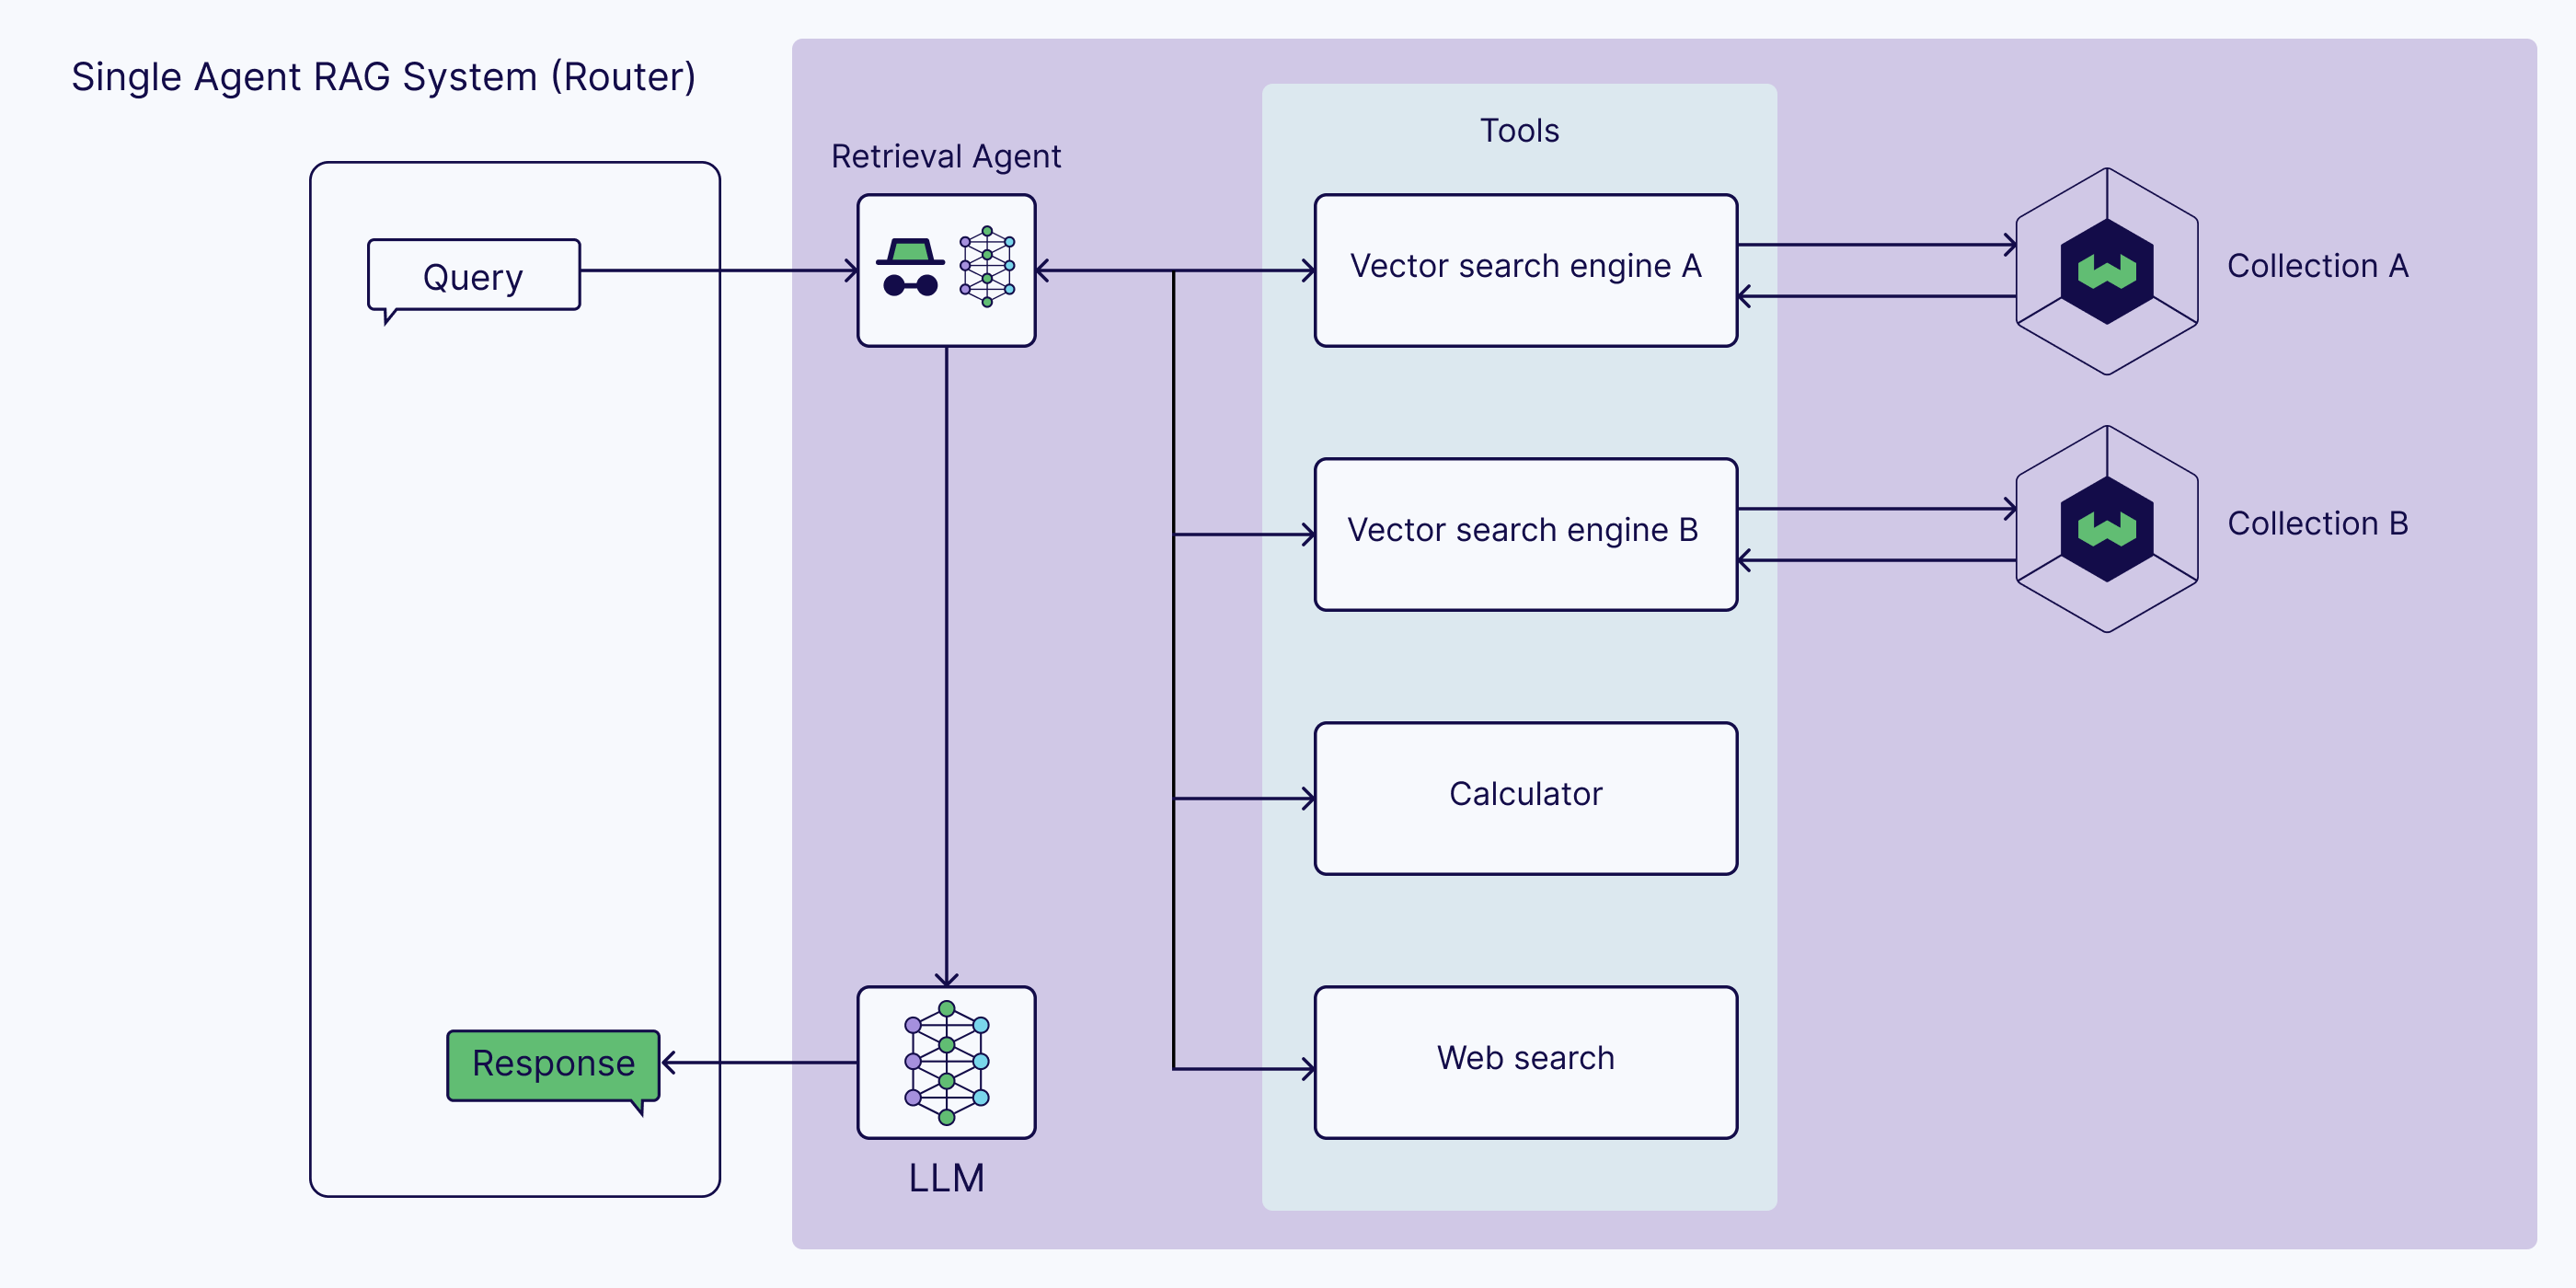 Single Agent RAG System (Router)
Tools
Retrieval Agent
Query
Vector search engine A
Collection A
Vector search engine B
Collection B
Calculator
Response
Web search
LLM